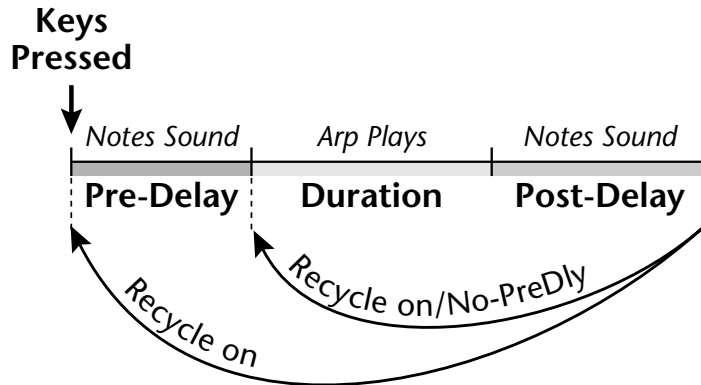 Keys
Pressed
Notes Sound Arp Plays Notes Sound
Pre-Delay Duration Post-Delay
Recycle on/No-PreDly
Recycle on